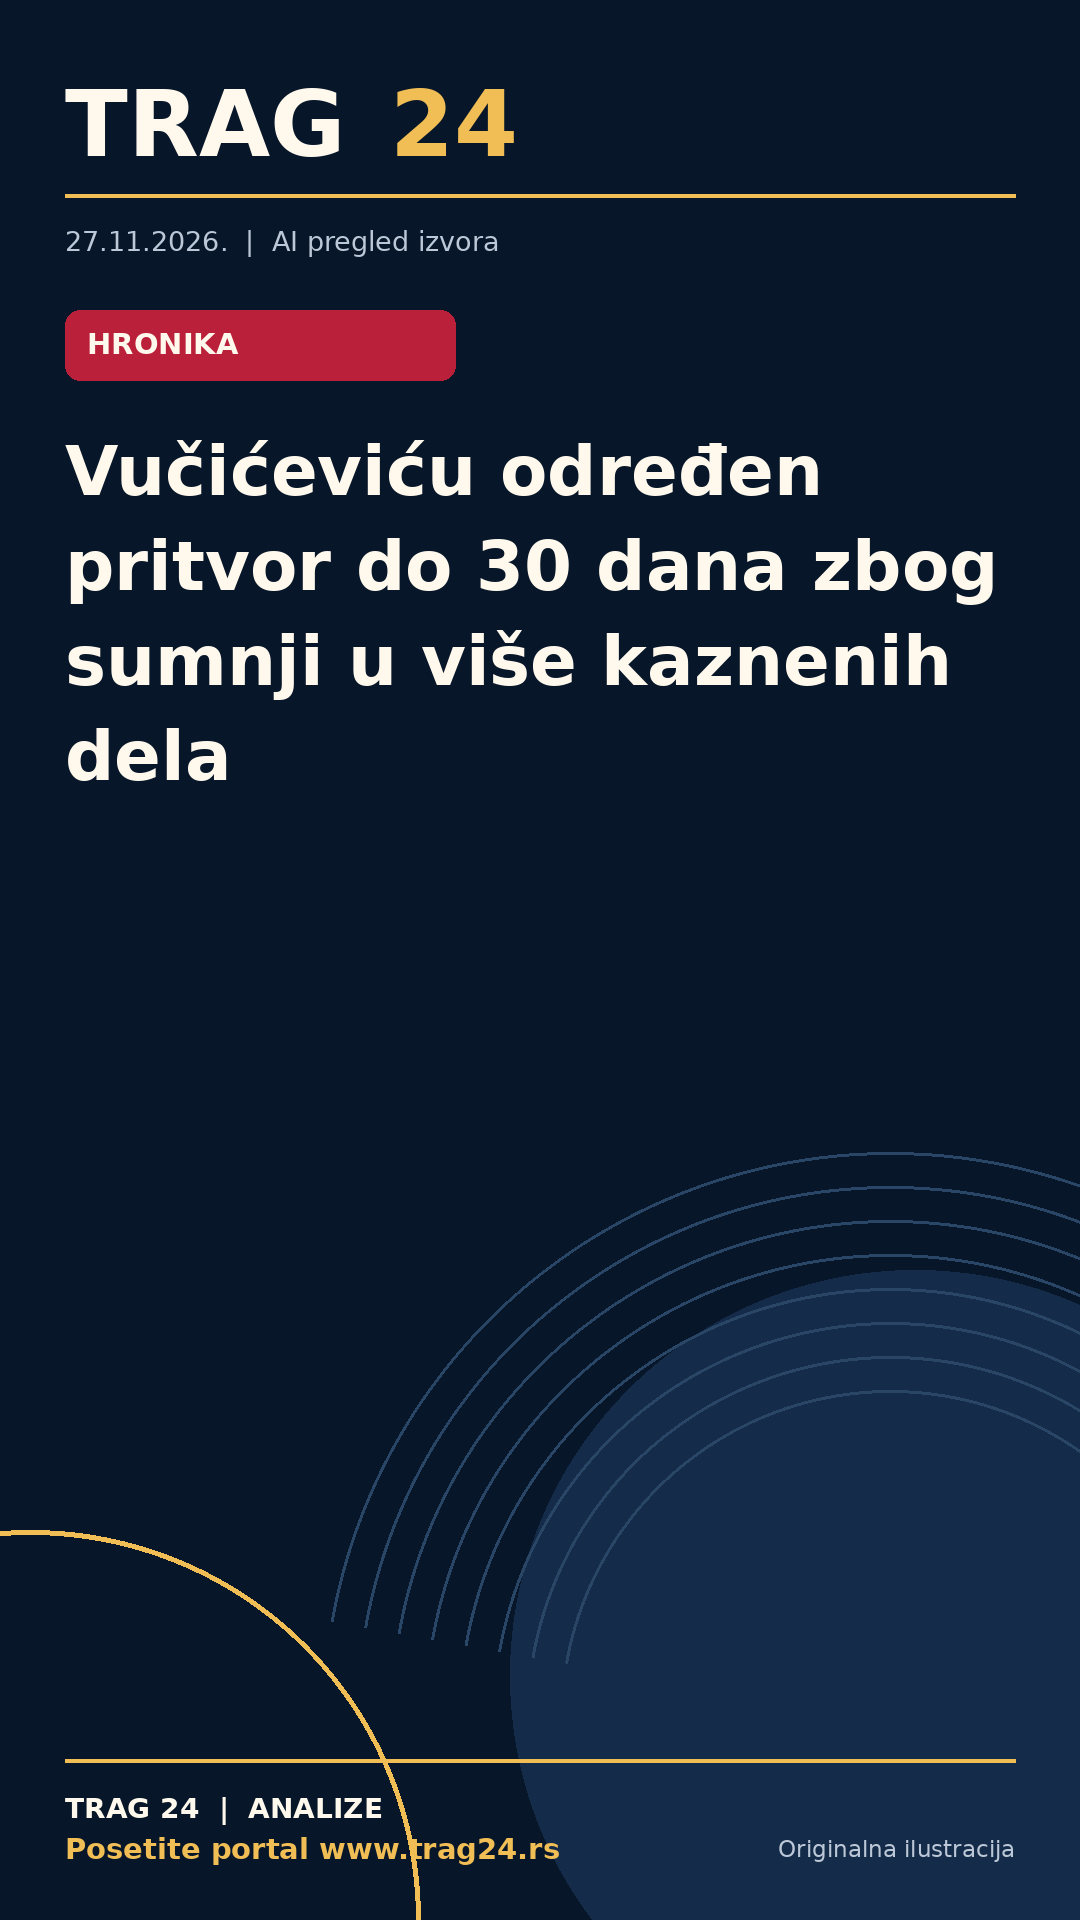 TRAG 24
27.11.2026. | AI pregled izvora
HRONIKA
Vučićeviću određen
pritvor do 30 dana zbog
sumnji u više kaznenih
dela
TRAG 24 | ANALIZE
Posetite portal www.trag24.rs
Originalna ilustracija